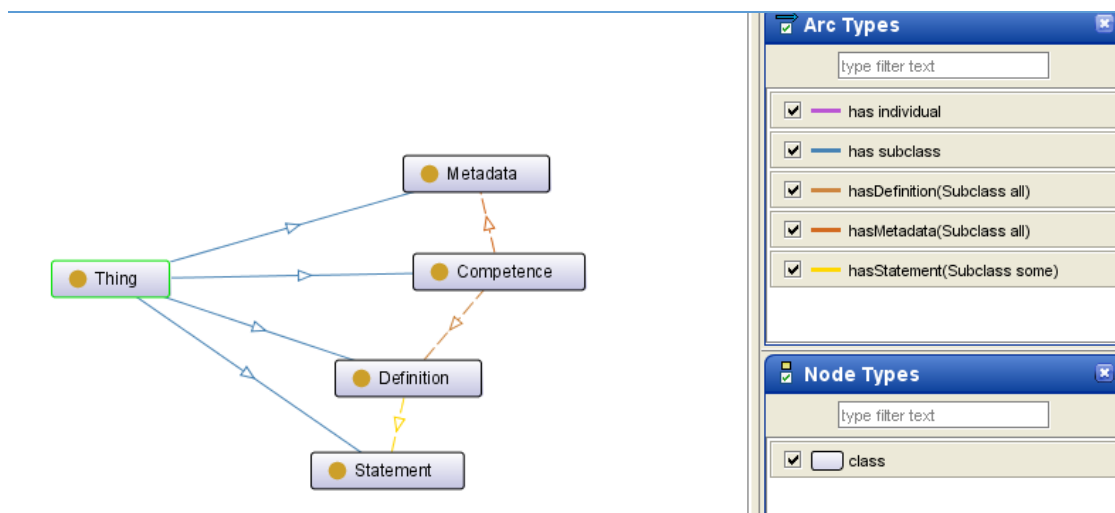 Metadata
Competence
Thing
Definition
Statement
Arc Types
type filter text
has individual
has subclass
hasDefinition(Subclass all)
hasMetadata(Subclass all)
hasStatement(Subclass some)
Node Types
type filter text
class